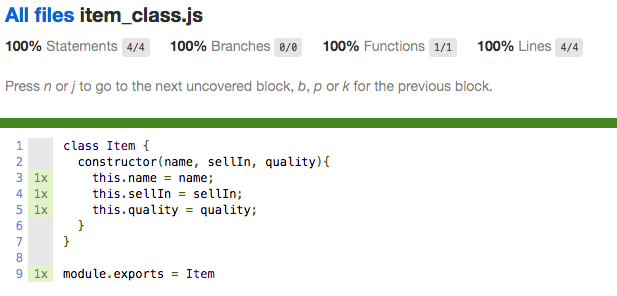 All files item_class.js
100% Statements 4/4 100% Branches 0/0 100% Functions 1/1 100% Lines 4/4
Press n or j to go to the next uncovered block, b, p or k for the previous block.
1 class Item {
2 constructor(name, sellIn, quality){
3 1x this.name = name;
4 1x this.sellIn = sellIn;
5 1x this.quality = quality;
6 }
7 }
8
9 1x module.exports = Item